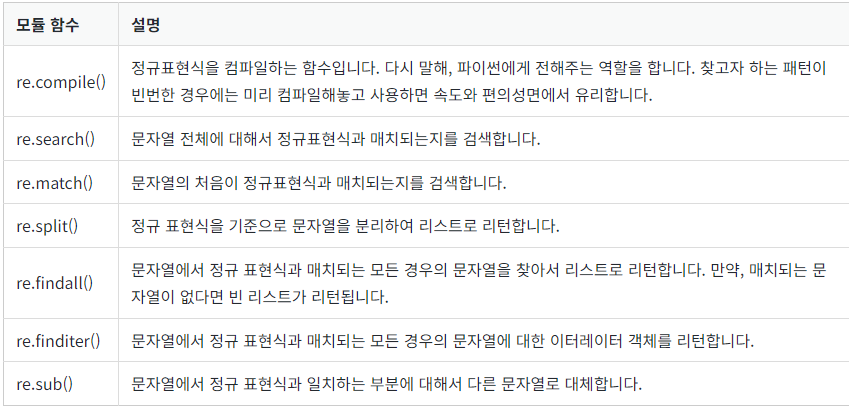 모듈 함수 설명
re.compile() 정규표현식을 컴파일하는 함수입니다. 다시 말해, 파이썬에게 전해주는 역할을 합니다. 찾고자 하는 패턴이
빈번한 경우에는 미리 컴파일해놓고 사용하면 속도와 편의성면에서 유리합니다.
re.search() 문자열 전체에 대해서 정규표현식과 매치되는지를 검색합니다.
re.match() 문자열의 처음이 정규표현식과 매치되는지를 검색합니다.
re.split() 정규 표현식을 기준으로 문자열을 분리하여 리스트로 리턴합니다.
re.findall() 문자열에서 정규 표현식과 매치되는 모든 경우의 문자열을 찾아서 리스트로 리턴합니다. 만약, 매치되는 문
자열이 없다면 빈 리스트가 리턴됩니다.
re.finditer() 문자열에서 정규 표현식과 매치되는 모든 경우의 문자열에 대한 이터레이터 객체를 리턴합니다.
re.sub() 문자열에서 정규 표현식과 일치하는 부분에 대해서 다른 문자열로 대체합니다.